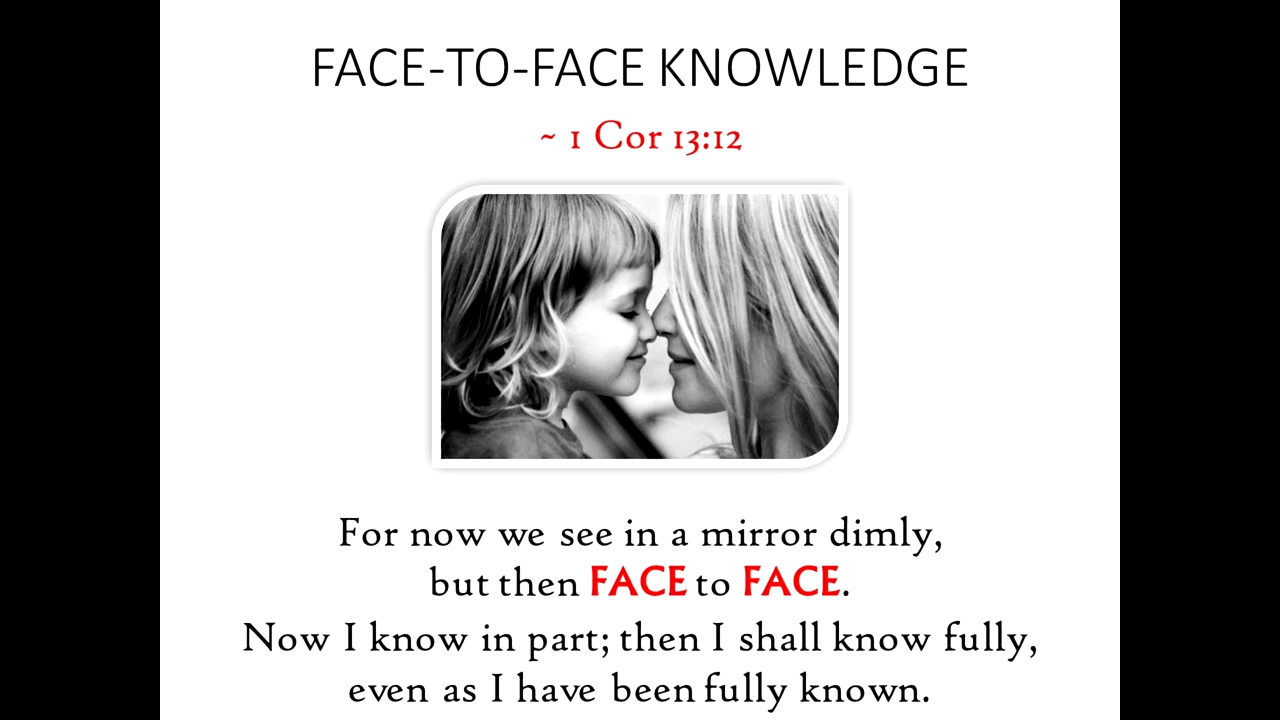 FACE-TO-FACE KNOWLEDGE
~ 1 Cor 13:12
For now we see in a mirror dimly,
but then FACE to FACE.
Now I know in part; then I shall know fully,
even as I have been fully known.